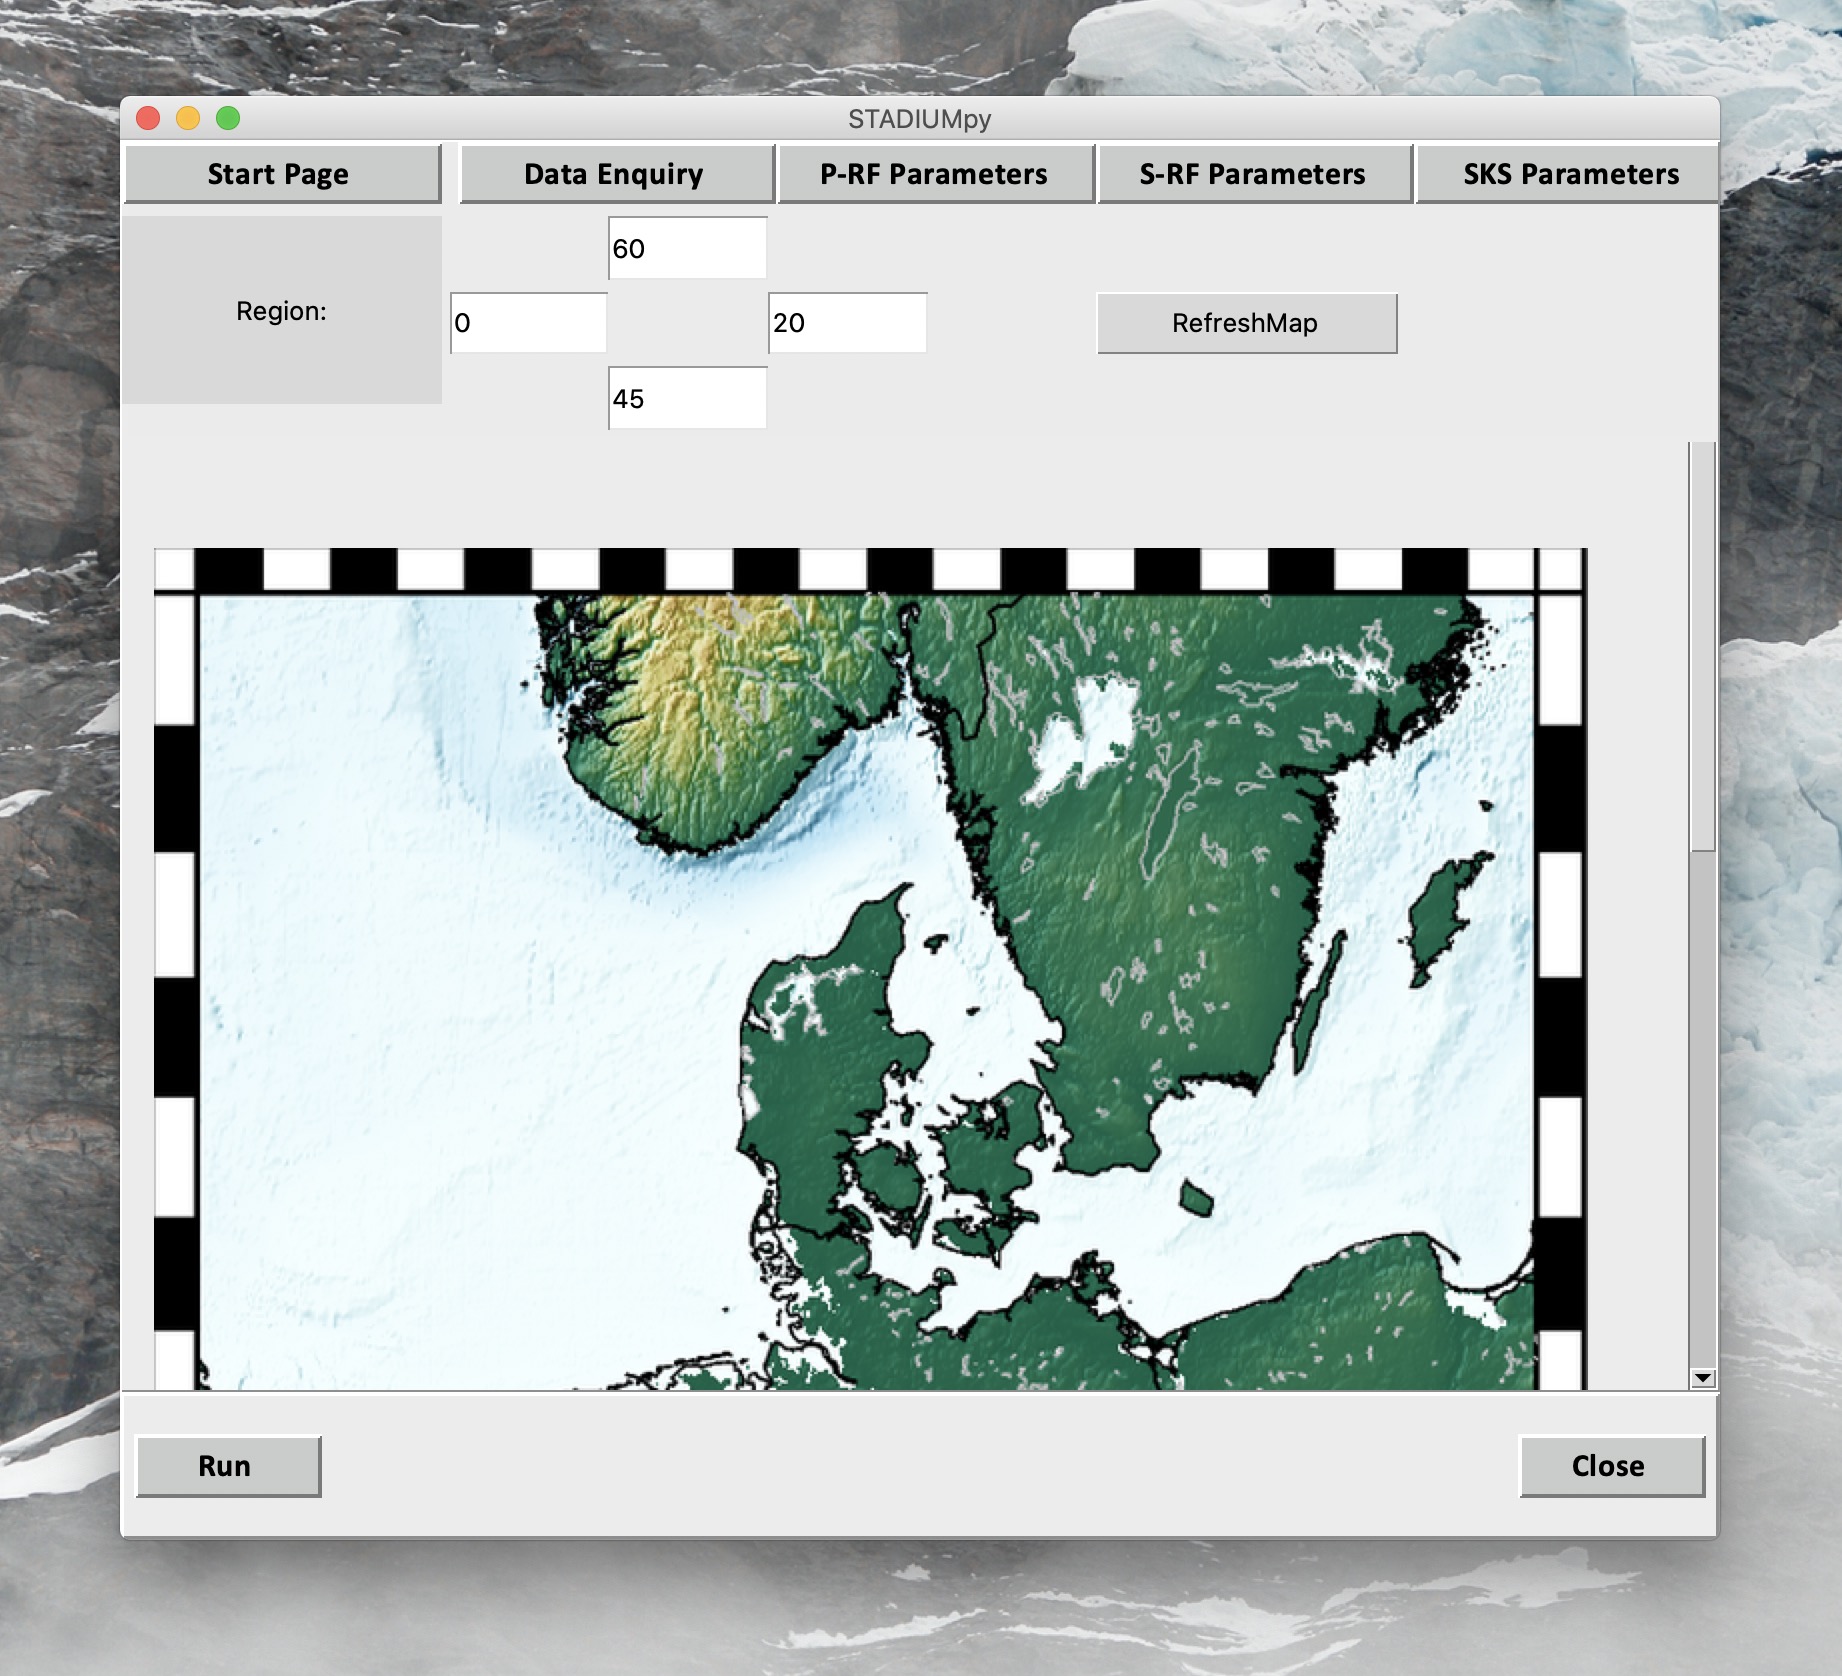 STADIUMpy
Start Page
Data Enquiry
P-RF Parameters
S-RF Parameters
SKS Parameters
60
Region:
0
20
RefreshMap
45
Run
Close